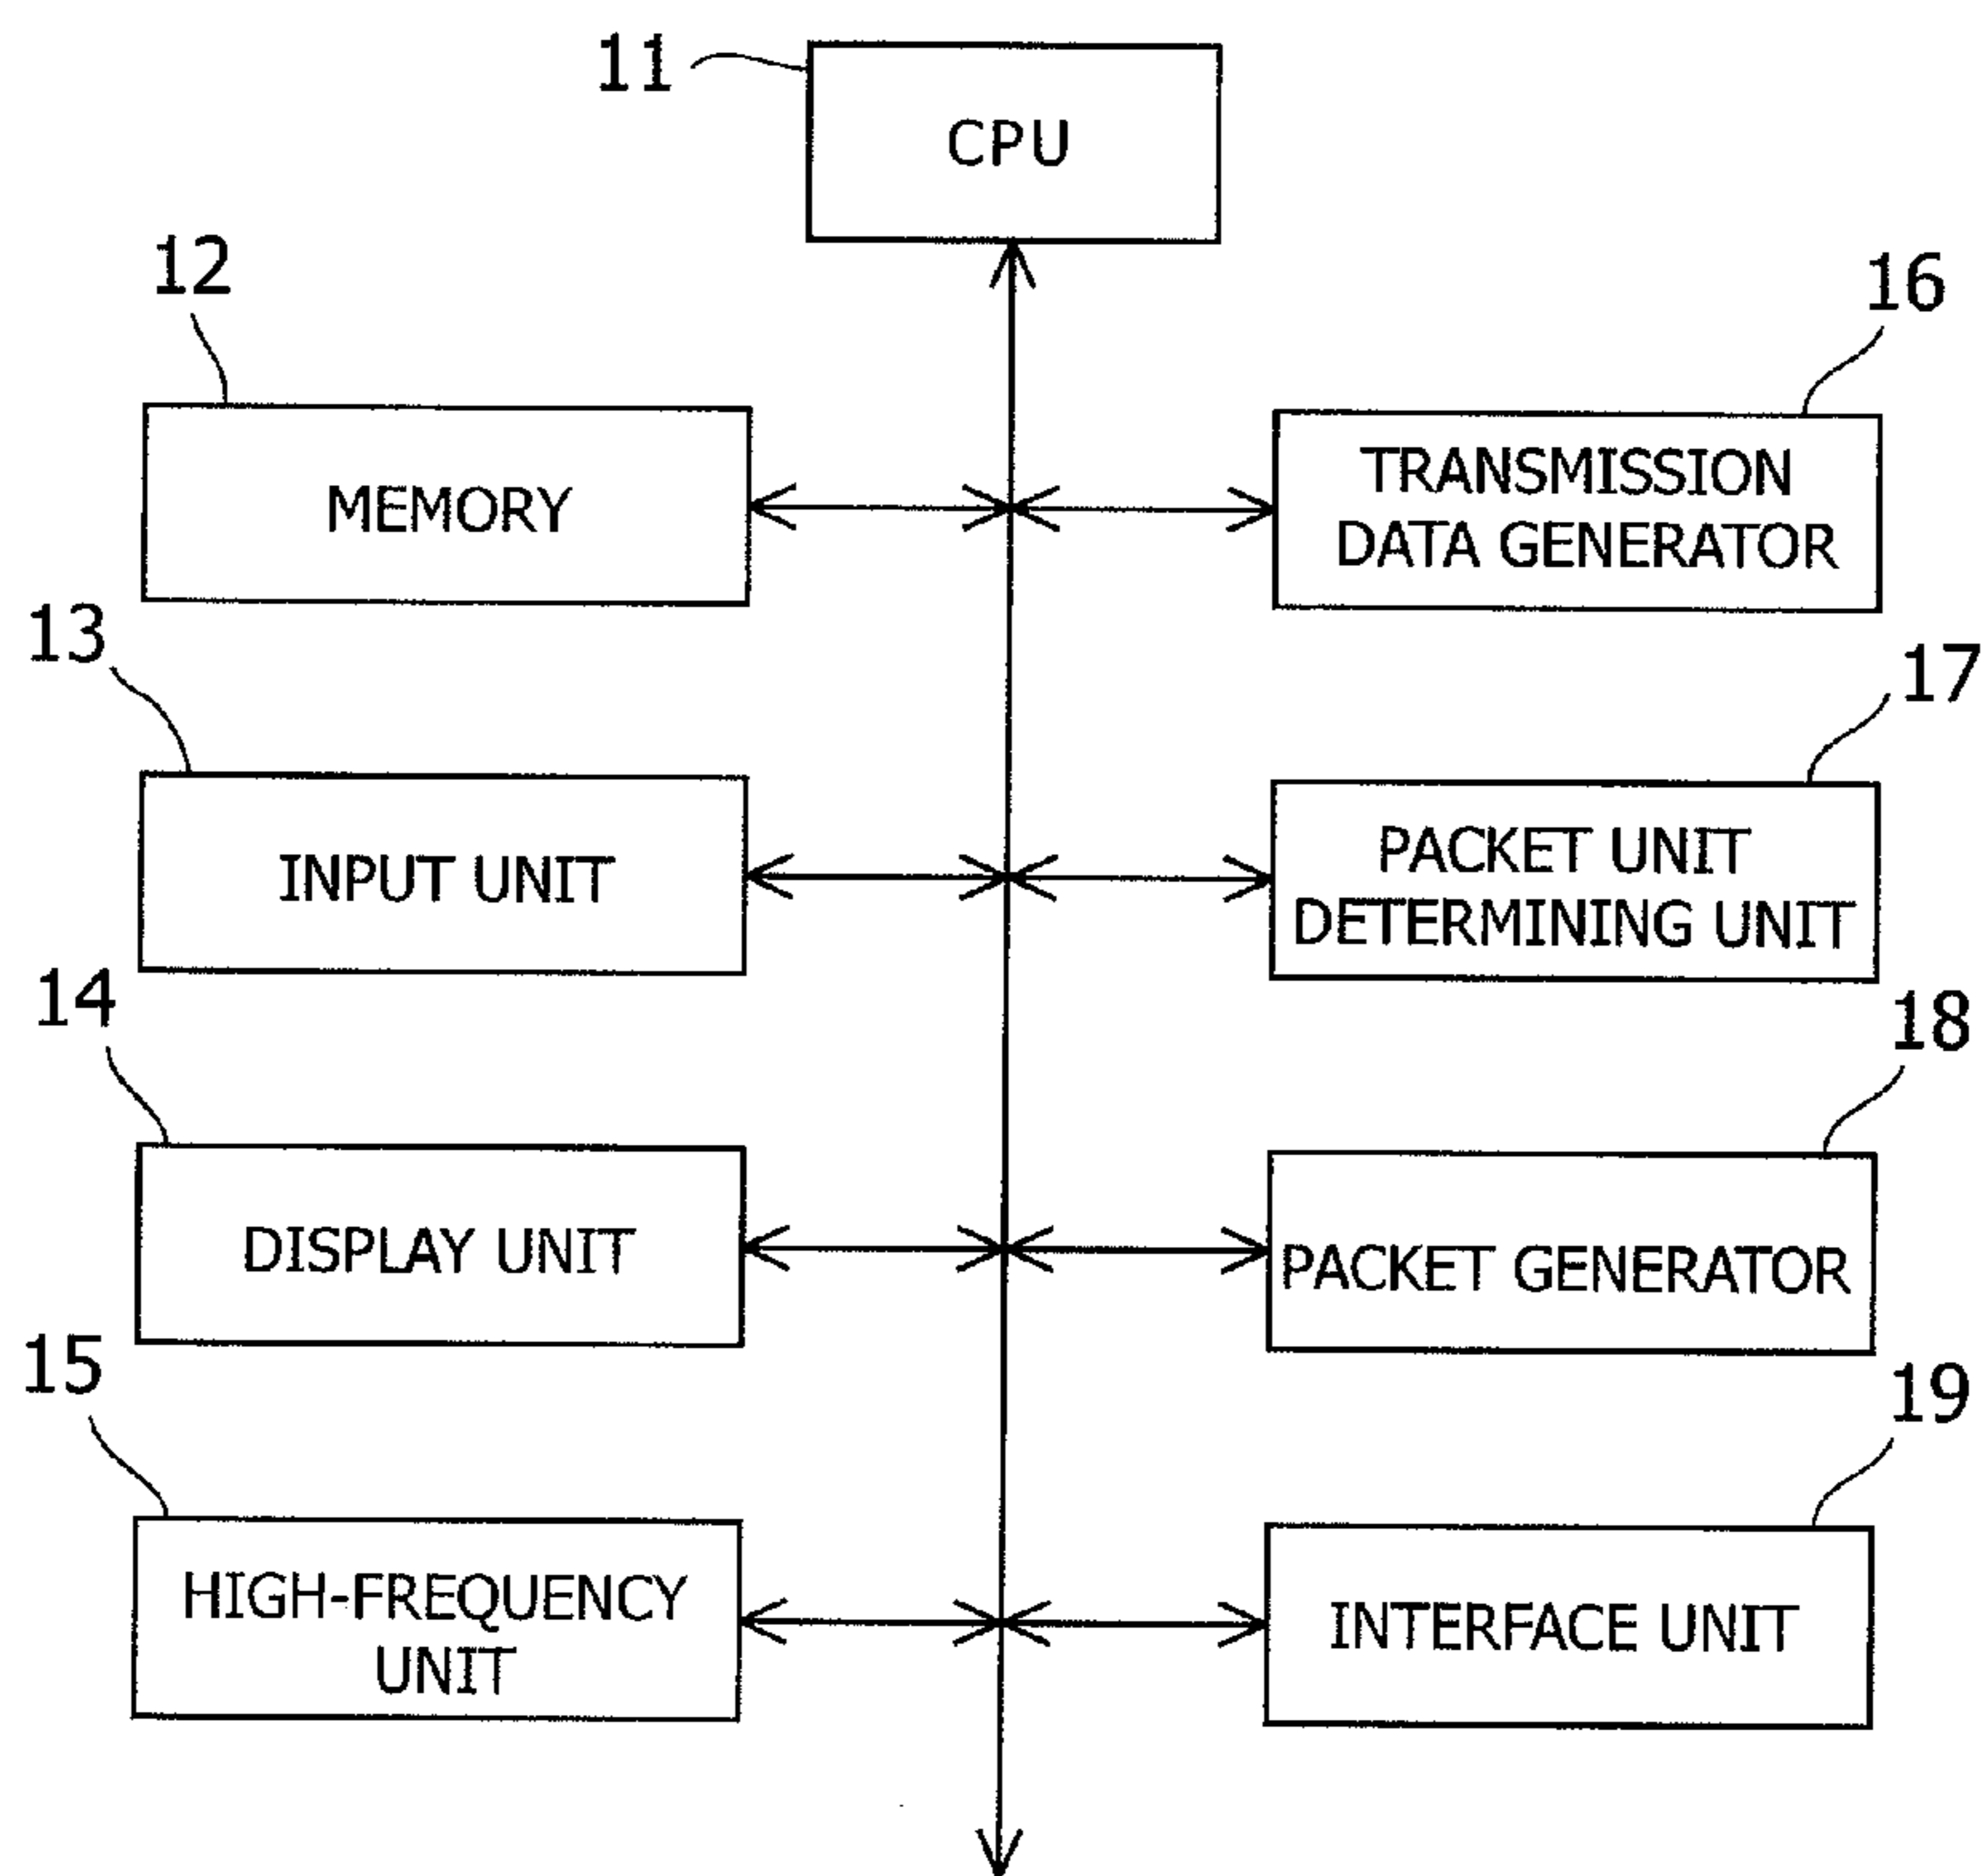 11
CPU
12
16
MEMORY
TRANSMISSION
DATA GENERATOR
13
17
INPUT UNIT
PACKET UNIT
DETERMINING UNIT
14
18
DISPLAY UNIT
PACKET GENERATOR
15
19
HIGH-FREQUENCY
UNIT
INTERFACE UNIT